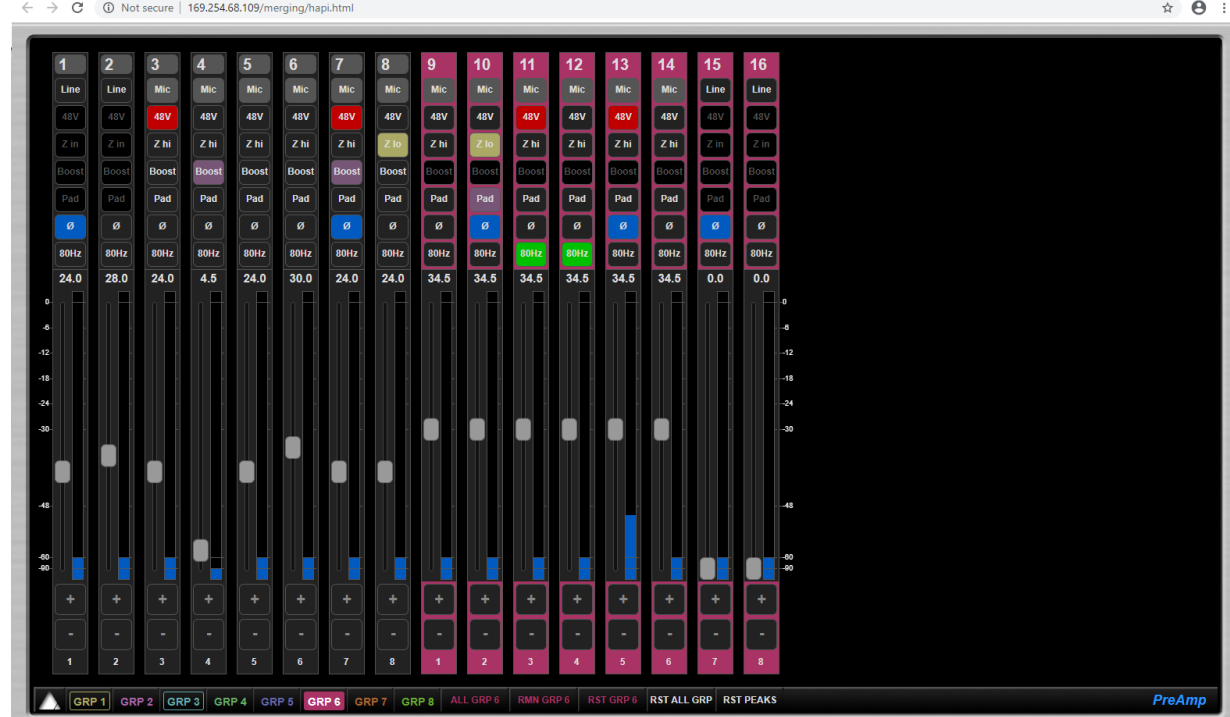 Not secure | 169.254.68.109/merging/hapi.html
1 2 3 4 5 6 7 8 9 10 11 12 13 14 15 16
Line Line Mic Mic Mic Mic Mic Mic Mic Mic Mic Mic Mic Mic Line Line
48V 48V 48V 48V 48V 48V 48V 48V 48V 48V 48V 48V 48V 48V 48V 48V
Z in Z in Z hi Z hi Z hi Z hi Z hi Z lo Z hi Z lo Z hi Z hi Z hi Z hi Z in Z in
Boost Boost Boost Boost Boost Boost Boost Boost Boost Boost Boost Boost Boost Boost Boost Boost
Pad Pad Pad Pad Pad Pad Pad Pad Pad Pad Pad Pad Pad Pad Pad Pad
Ø Ø Ø Ø Ø Ø Ø Ø Ø Ø Ø Ø Ø Ø Ø Ø
80Hz 80Hz 80Hz 80Hz 80Hz 80Hz 80Hz 80Hz 80Hz 80Hz 80Hz 80Hz 80Hz 80Hz 80Hz 80Hz
24.0 28.0 24.0 4.5 24.0 30.0 24.0 24.0 34.5 34.5 34.5 34.5 34.5 34.5 0.0 0.0
0 0
-6 -6
-12 -12
-18 -18
-24 -24
-30 -30
-48 -48
-60 -60
-90 -90
+ + + + + + + + + + + + + + + +
- - - - - - - - - - - - - - - -
1 2 3 4 5 6 7 8 1 2 3 4 5 6 7 8
GRP 1 GRP 2 GRP 3 GRP 4 GRP 5 GRP 6 GRP 7 GRP 8 ALL GRP 6 RMN GRP 6 RST GRP 6 RST ALL GRP RST PEAKS PreAmp